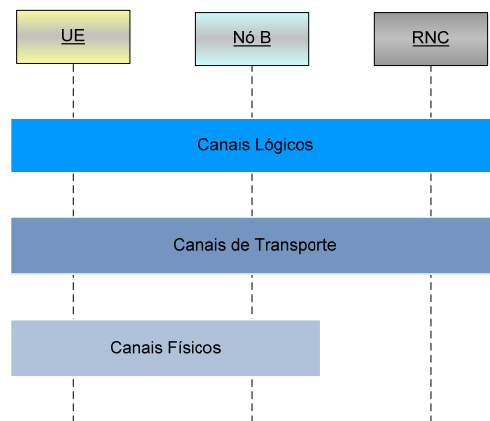 UE
Nó B
RNC
Canais Lógicos
Canais de Transporte
Canais Físicos